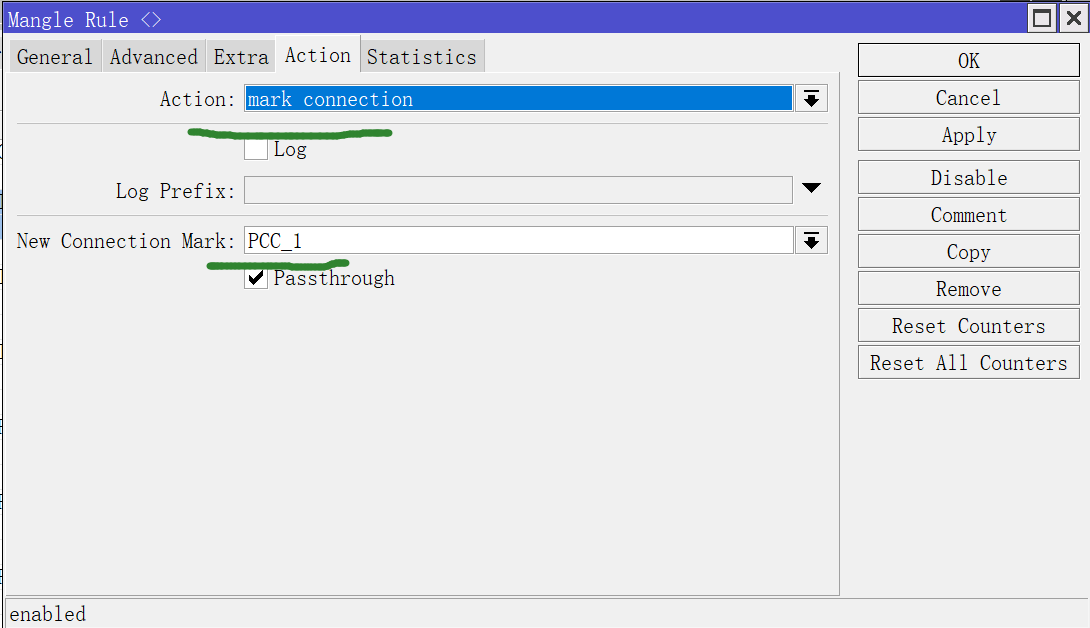 Mangle Rule <>
General Advanced Extra Action Statistics
Action: mark connection
Log
Log Prefix:
New Connection Mark: PCC_1
Passthrough
OK
Cancel
Apply
Disable
Comment
Copy
Remove
Reset Counters
Reset All Counters
enabled